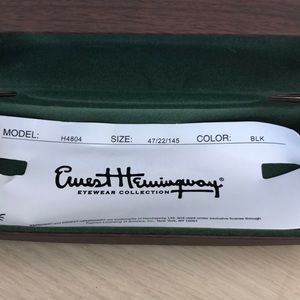 MODEL: H4804 SIZE: 47/22/145 COLOR: BLK
Ernest Hemingway®
EYEWEAR COLLECTION